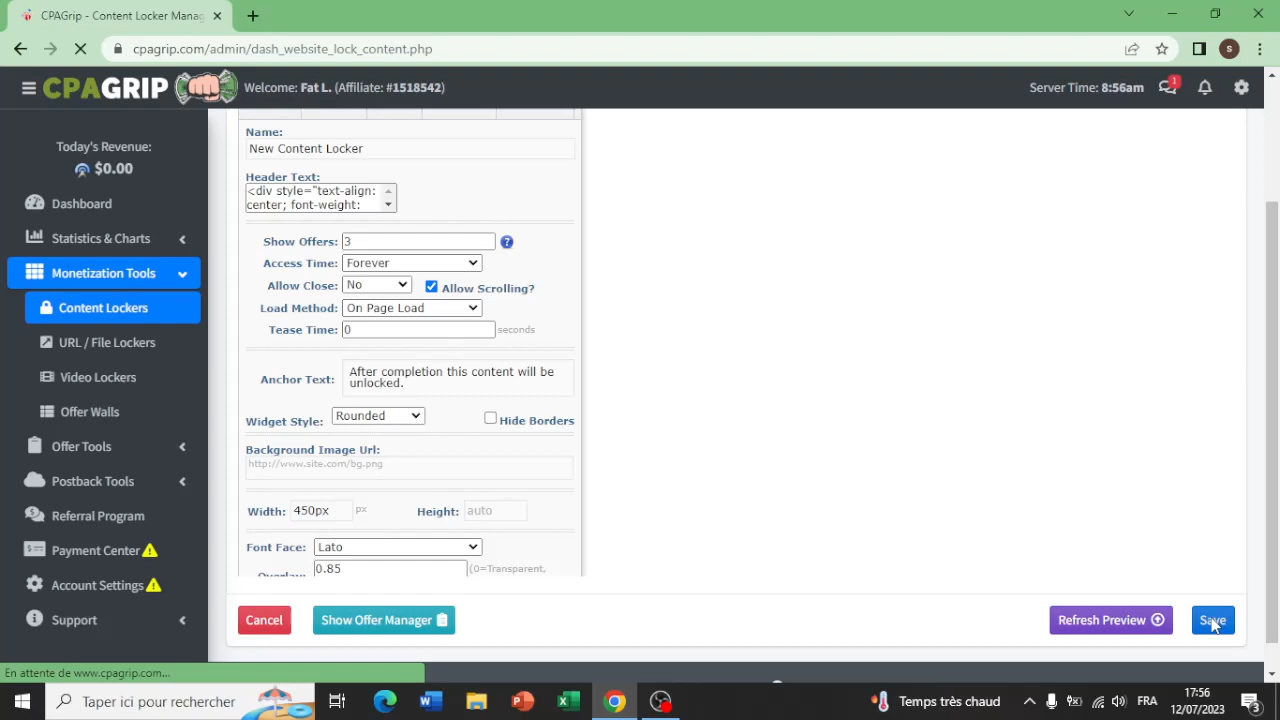 CPAGrip - Content Locker Manag
cpagrip.com/admin/dash_website_lock_content.php
S
CPAGRIP
Welcome: Fat L. (Affiliate: #1518542)
Server Time: 8:56am
1
Today's Revenue:
$0.00
Dashboard
Statistics & Charts
Monetization Tools
Content Lockers
URL / File Lockers
Video Lockers
Offer Walls
Offer Tools
Postback Tools
Referral Program
Payment Center
Account Settings
Support
Name:
New Content Locker
Header Text:
<div style="text-align:
center; font-weight:
Show Offers: 3 ?
Access Time: Forever
Allow Close: No Allow Scrolling?
Load Method: On Page Load
Tease Time: 0 seconds
Anchor Text: After completion this content will be
unlocked.
Widget Style: Rounded Hide Borders
Background Image Url:
http://www.site.com/bg.png
Width: 450px px Height: auto
Font Face: Lato
Overlay: 0.85 (0=Transparent,
Cancel
Show Offer Manager
Refresh Preview
Save
En attente de www.cpagrip.com...
Taper ici pour rechercher
Temps très chaud
FRA
17:56
12/07/2023
3